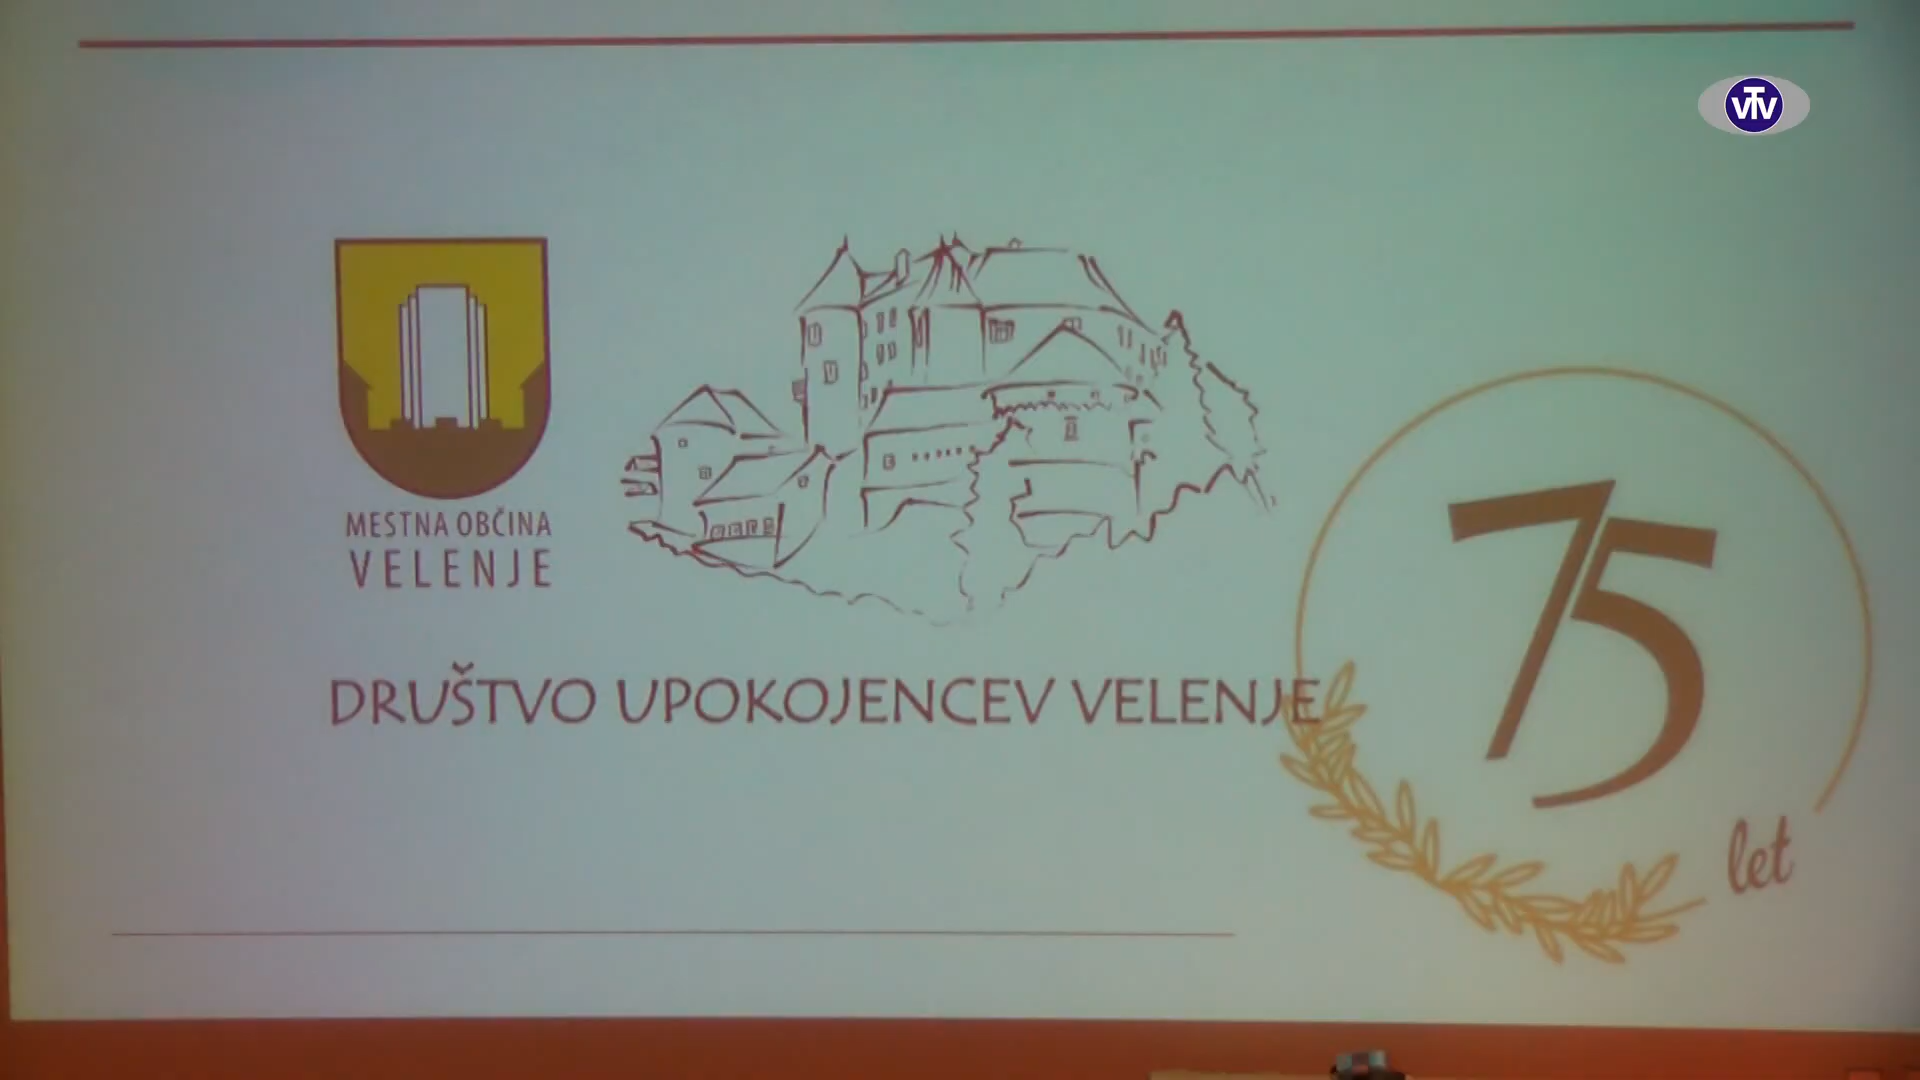 VTV
MESTNA OBČINA
VELENJE
DRUŠTVO UPOKOJENCEV VELENJE
75
let